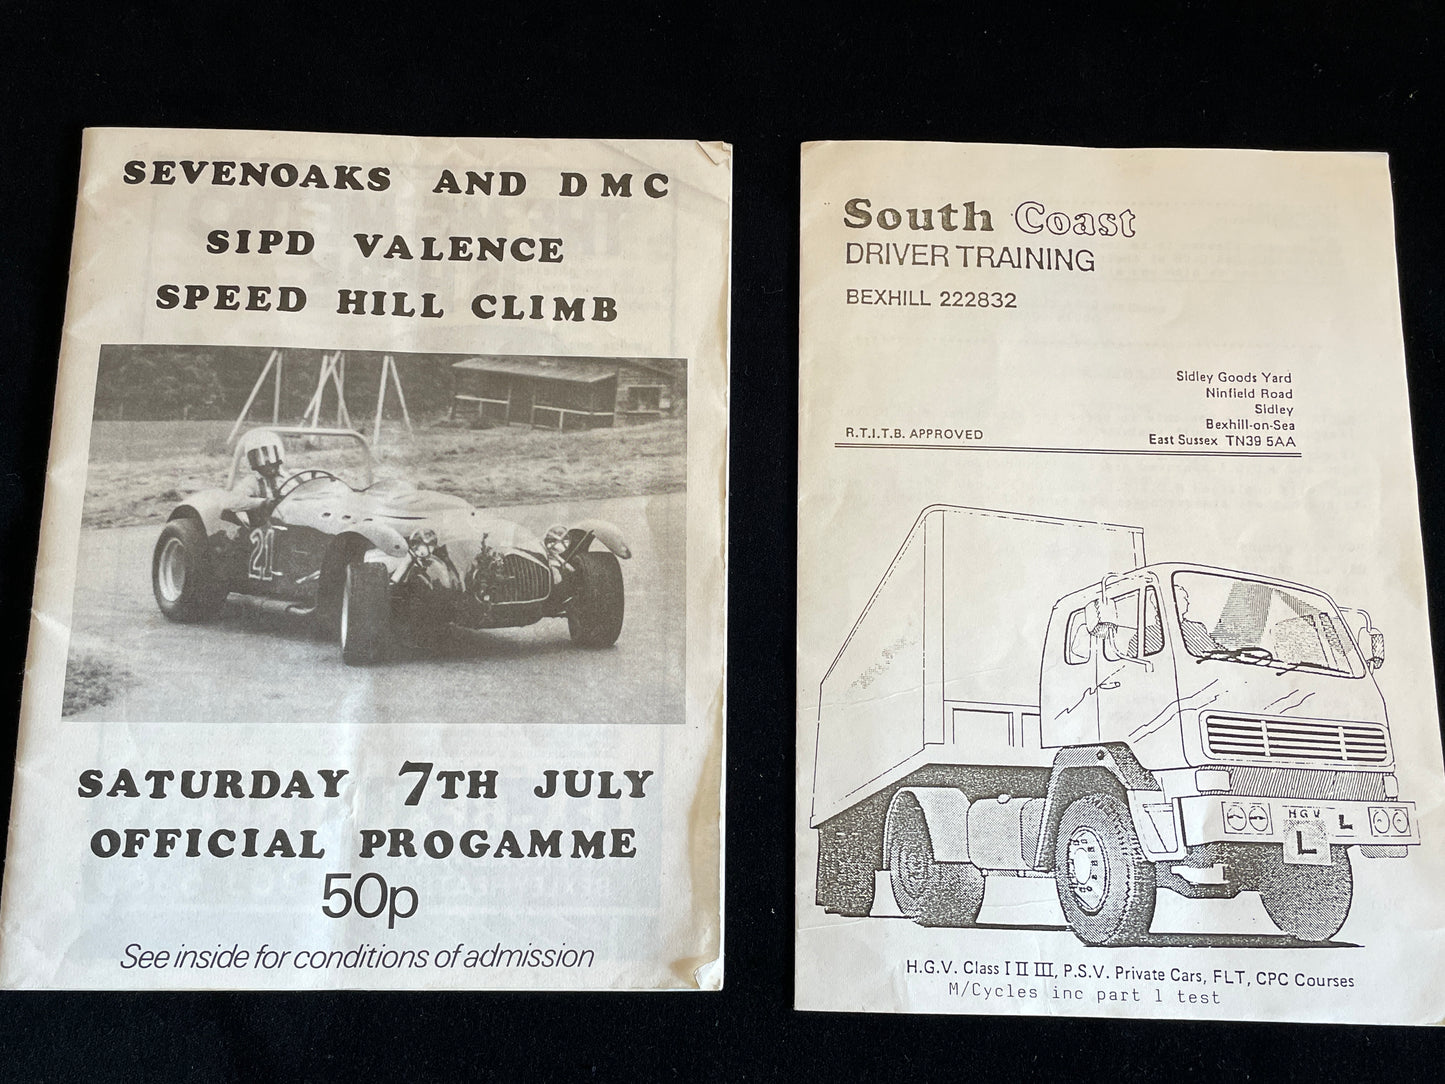 SEVENOAKS AND DMC
SIPD VALENCE
SPEED HILL CLIMB
21
SATURDAY 7TH JULY
OFFICIAL PROGAMME
50p
See inside for conditions of admission
South Coast
DRIVER TRAINING
BEXHILL 222832
Sidley Goods Yard
Ninfield Road
Sidley
Bexhill-on-Sea
East Sussex TN39 5AA
R.T.I.T.B. APPROVED
HGV
L
L
H.G.V. Class I II III, P.S.V. Private Cars, FLT, CPC Courses
M/Cycles inc part 1 test